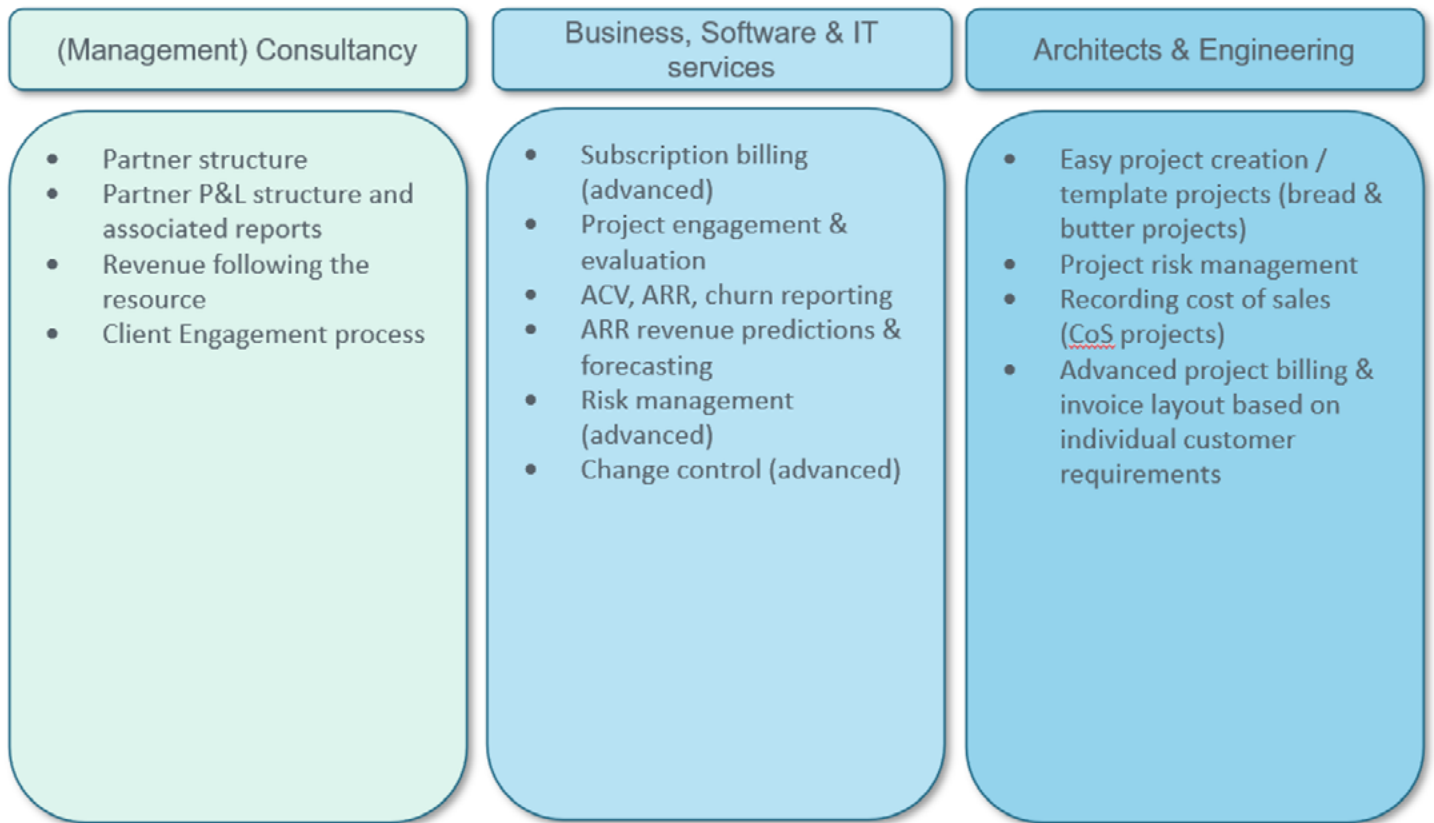 (Management) Consultancy
• Partner structure
• Partner P&L structure and
associated reports
• Revenue following the
resource
• Client Engagement process
Business, Software & IT
services
• Subscription billing
(advanced)
• Project engagement &
evaluation
• ACV, ARR, churn reporting
• ARR revenue predictions &
forecasting
• Risk management
(advanced)
• Change control (advanced)
Architects & Engineering
• Easy project creation /
template projects (bread &
butter projects)
• Project risk management
• Recording cost of sales
(CoS projects)
• Advanced project billing &
invoice layout based on
individual customer
requirements